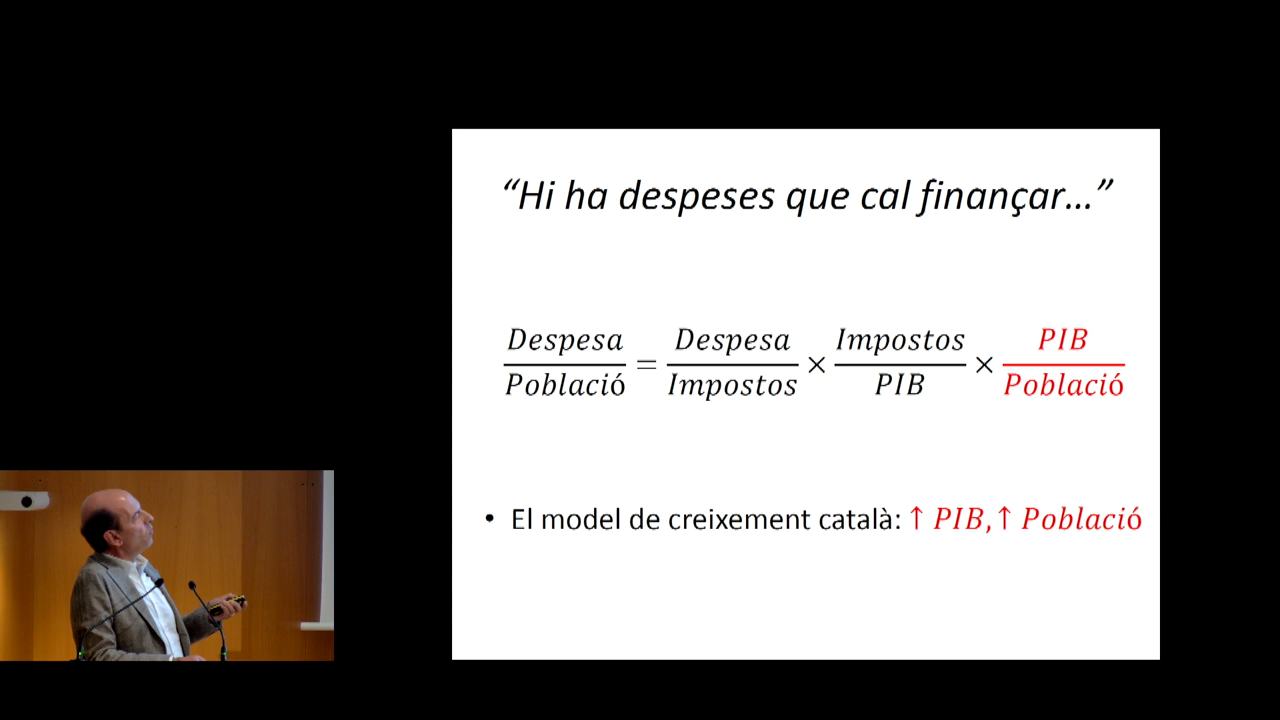 “Hi ha despeses que cal finançar…”
Despesa/Població = Despesa/Impostos × Impostos/PIB × PIB/Població
• El model de creixement català: ↑ PIB, ↑ Població